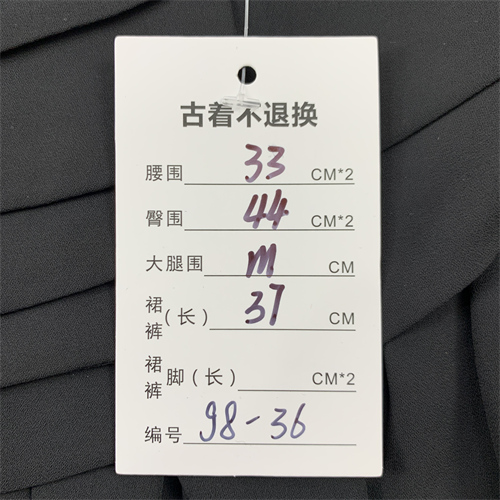 古着不退换
腰围 33 CM*2
臀围 44 CM*2
大腿围 m CM
裙裤(长) 37 CM
裙裤脚(长) CM*2
编号 98-36